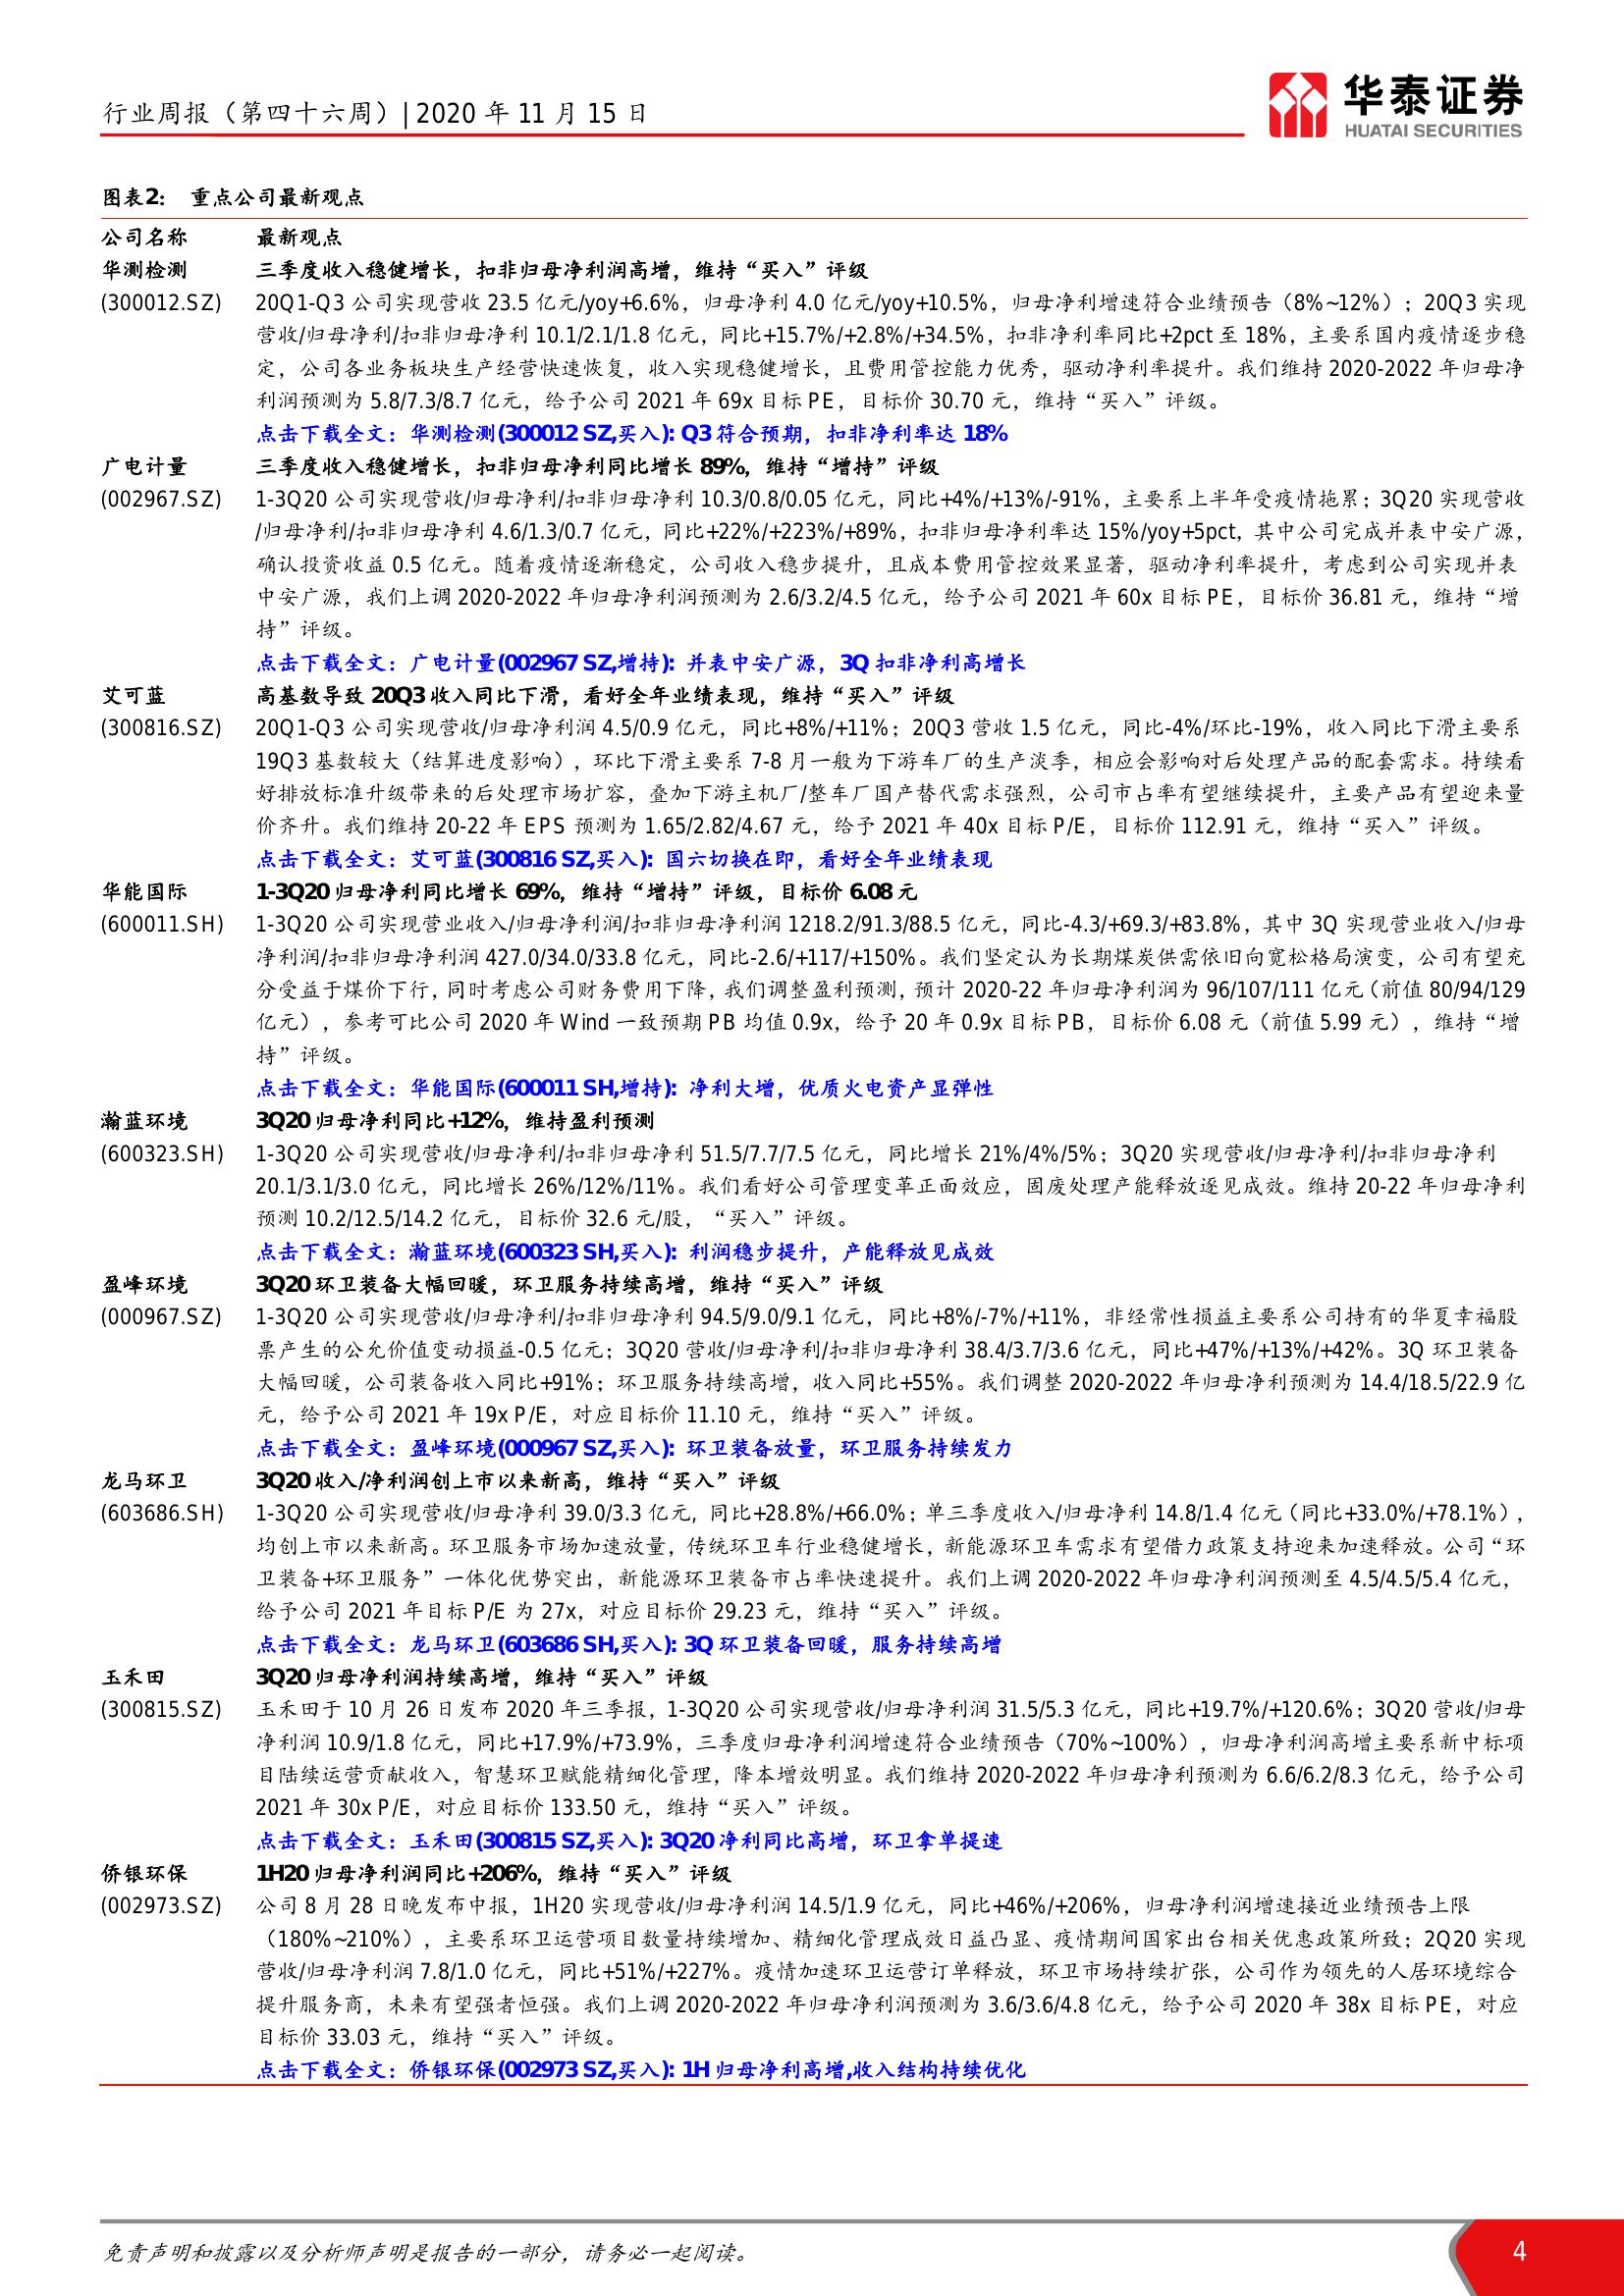 行业周报（第四十六周）| 2020 年 11 月 15 日
华泰证券
HUATAI SECURITIES
图表2： 重点公司最新观点
公司名称 最新观点
华测检测 三季度收入稳健增长，扣非归母净利润高增，维持“买入”评级
(300012.SZ) 20Q1-Q3 公司实现营收 23.5 亿元/yoy+6.6%，归母净利 4.0 亿元/yoy+10.5%，归母净利增速符合业绩预告（8%~12%）；20Q3 实现
营收/归母净利/扣非归母净利 10.1/2.1/1.8 亿元，同比+15.7%/+2.8%/+34.5%，扣非净利率同比+2pct 至 18%，主要系国内疫情逐步稳
定，公司各业务板块生产经营快速恢复，收入实现稳健增长，且费用管控能力优秀，驱动净利率提升。我们维持 2020-2022 年归母净
利润预测为 5.8/7.3/8.7 亿元，给予公司 2021 年 69x 目标 PE，目标价 30.70 元，维持“买入”评级。
点击下载全文：华测检测(300012 SZ,买入): Q3 符合预期，扣非净利率达 18%
广电计量 三季度收入稳健增长，扣非归母净利同比增长 89%，维持“增持”评级
(002967.SZ) 1-3Q20 公司实现营收/归母净利/扣非归母净利 10.3/0.8/0.05 亿元，同比+4%/+13%/-91%，主要系上半年受疫情拖累；3Q20 实现营收
/归母净利/扣非归母净利 4.6/1.3/0.7 亿元，同比+22%/+223%/+89%，扣非归母净利率达 15%/yoy+5pct，其中公司完成并表中安广源，
确认投资收益 0.5 亿元。随着疫情逐渐稳定，公司收入稳步提升，且成本费用管控效果显著，驱动净利率提升，考虑到公司实现并表
中安广源，我们上调 2020-2022 年归母净利润预测为 2.6/3.2/4.5 亿元，给予公司 2021 年 60x 目标 PE，目标价 36.81 元，维持“增
持”评级。
点击下载全文：广电计量(002967 SZ,增持): 并表中安广源，3Q 扣非净利高增长
艾可蓝 高基数导致 20Q3 收入同比下滑，看好全年业绩表现，维持“买入”评级
(300816.SZ) 20Q1-Q3 公司实现营收/归母净利润 4.5/0.9 亿元，同比+8%/+11%；20Q3 营收 1.5 亿元，同比-4%/环比-19%，收入同比下滑主要系
19Q3 基数较大（结算进度影响），环比下滑主要系 7-8 月一般为下游车厂的生产淡季，相应会影响对后处理产品的配套需求。持续看
好排放标准升级带来的后处理市场扩容，叠加下游主机厂/整车厂国产替代需求强烈，公司市占率有望继续提升，主要产品有望迎来量
价齐升。我们维持 20-22 年 EPS 预测为 1.65/2.82/4.67 元，给予 2021 年 40x 目标 P/E，目标价 112.91 元，维持“买入”评级。
点击下载全文：艾可蓝(300816 SZ,买入): 国六切换在即，看好全年业绩表现
华能国际 1-3Q20 归母净利同比增长 69%，维持“增持”评级，目标价 6.08 元
(600011.SH) 1-3Q20 公司实现营业收入/归母净利润/扣非归母净利润 1218.2/91.3/88.5 亿元，同比-4.3/+69.3/+83.8%，其中 3Q 实现营业收入/归母
净利润/扣非归母净利润 427.0/34.0/33.8 亿元，同比-2.6/+117/+150%。我们坚定认为长期煤炭供需依旧向宽松格局演变，公司有望充
分受益于煤价下行，同时考虑公司财务费用下降，我们调整盈利预测，预计 2020-22 年归母净利润为 96/107/111 亿元（前值 80/94/129
亿元），参考可比公司 2020 年 Wind 一致预期 PB 均值 0.9x，给予 20 年 0.9x 目标 PB，目标价 6.08 元（前值 5.99 元），维持“增
持”评级。
点击下载全文：华能国际(600011 SH,增持): 净利大增，优质火电资产显弹性
瀚蓝环境 3Q20 归母净利同比+12%，维持盈利预测
(600323.SH) 1-3Q20 公司实现营收/归母净利/扣非归母净利 51.5/7.7/7.5 亿元，同比增长 21%/4%/5%；3Q20 实现营收/归母净利/扣非归母净利
20.1/3.1/3.0 亿元，同比增长 26%/12%/11%。我们看好公司管理变革正面效应，固废处理产能释放逐见成效。维持 20-22 年归母净利
预测 10.2/12.5/14.2 亿元，目标价 32.6 元/股，“买入”评级。
点击下载全文：瀚蓝环境(600323 SH,买入): 利润稳步提升，产能释放见成效
盈峰环境 3Q20 环卫装备大幅回暖，环卫服务持续高增，维持“买入”评级
(000967.SZ) 1-3Q20 公司实现营收/归母净利/扣非归母净利 94.5/9.0/9.1 亿元，同比+8%/-7%/+11%，非经常性损益主要系公司持有的华夏幸福股
票产生的公允价值变动损益-0.5 亿元；3Q20 营收/归母净利/扣非归母净利 38.4/3.7/3.6 亿元，同比+47%/+13%/+42%。3Q 环卫装备
大幅回暖，公司装备收入同比+91%；环卫服务持续高增，收入同比+55%。我们调整 2020-2022 年归母净利预测为 14.4/18.5/22.9 亿
元，给予公司 2021 年 19x P/E，对应目标价 11.10 元，维持“买入”评级。
点击下载全文：盈峰环境(000967 SZ,买入): 环卫装备放量，环卫服务持续发力
龙马环卫 3Q20 收入/净利润创上市以来新高，维持“买入”评级
(603686.SH) 1-3Q20 公司实现营收/归母净利 39.0/3.3 亿元，同比+28.8%/+66.0%；单三季度收入/归母净利 14.8/1.4 亿元（同比+33.0%/+78.1%），
均创上市以来新高。环卫服务市场加速放量，传统环卫车行业稳健增长，新能源环卫车需求有望借力政策支持迎来加速释放。公司“环
卫装备+环卫服务”一体化优势突出，新能源环卫装备市占率快速提升。我们上调 2020-2022 年归母净利润预测至 4.5/4.5/5.4 亿元，
给予公司 2021 年目标 P/E 为 27x，对应目标价 29.23 元，维持“买入”评级。
点击下载全文：龙马环卫(603686 SH,买入): 3Q 环卫装备回暖，服务持续高增
玉禾田 3Q20 归母净利润持续高增，维持“买入”评级
(300815.SZ) 玉禾田于 10 月 26 日发布 2020 年三季报，1-3Q20 公司实现营收/归母净利润 31.5/5.3 亿元，同比+19.7%/+120.6%；3Q20 营收/归母
净利润 10.9/1.8 亿元，同比+17.9%/+73.9%，三季度归母净利润增速符合业绩预告（70%~100%），归母净利润高增主要系新中标项
目陆续运营贡献收入，智慧环卫赋能精细化管理，降本增效明显。我们维持 2020-2022 年归母净利预测为 6.6/6.2/8.3 亿元，给予公司
2021 年 30x P/E，对应目标价 133.50 元，维持“买入”评级。
点击下载全文：玉禾田(300815 SZ,买入): 3Q20 净利同比高增，环卫拿单提速
侨银环保 1H20 归母净利润同比+206%，维持“买入”评级
(002973.SZ) 公司 8 月 28 日晚发布中报，1H20 实现营收/归母净利润 14.5/1.9 亿元，同比+46%/+206%，归母净利润增速接近业绩预告上限
（180%~210%），主要系环卫运营项目数量持续增加、精细化管理成效日益凸显、疫情期间国家出台相关优惠政策所致；2Q20 实现
营收/归母净利润 7.8/1.0 亿元，同比+51%/+227%。疫情加速环卫运营订单释放，环卫市场持续扩张，公司作为领先的人居环境综合
提升服务商，未来有望强者恒强。我们上调 2020-2022 年归母净利润预测为 3.6/3.6/4.8 亿元，给予公司 2020 年 38x 目标 PE，对应
目标价 33.03 元，维持“买入”评级。
点击下载全文：侨银环保(002973 SZ,买入): 1H 归母净利高增,收入结构持续优化
免责声明和披露以及分析师声明是报告的一部分，请务必一起阅读。 4